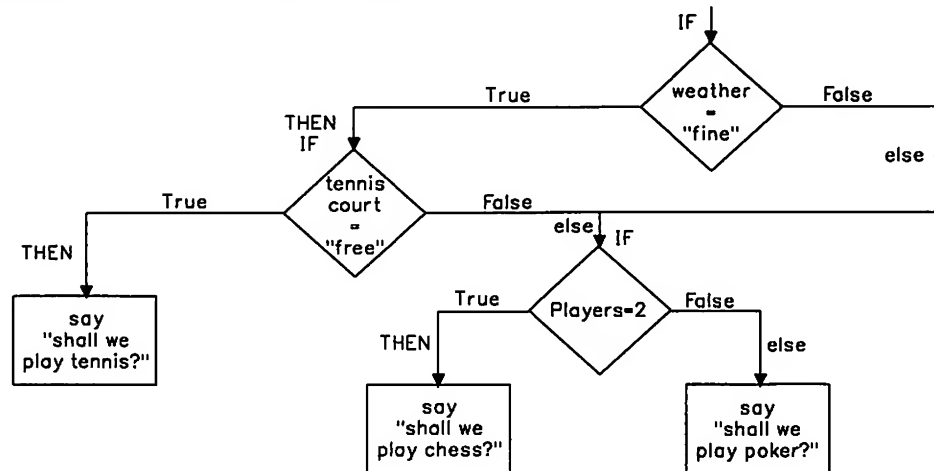 IF
weather
=
"fine"
True
False
THEN
IF
else
tennis
court
=
"free"
True
False
else
IF
THEN
Players=2
True
False
say
"shall we
play tennis?"
THEN
else
say
"shall we
play chess?"
say
"shall we
play poker?"